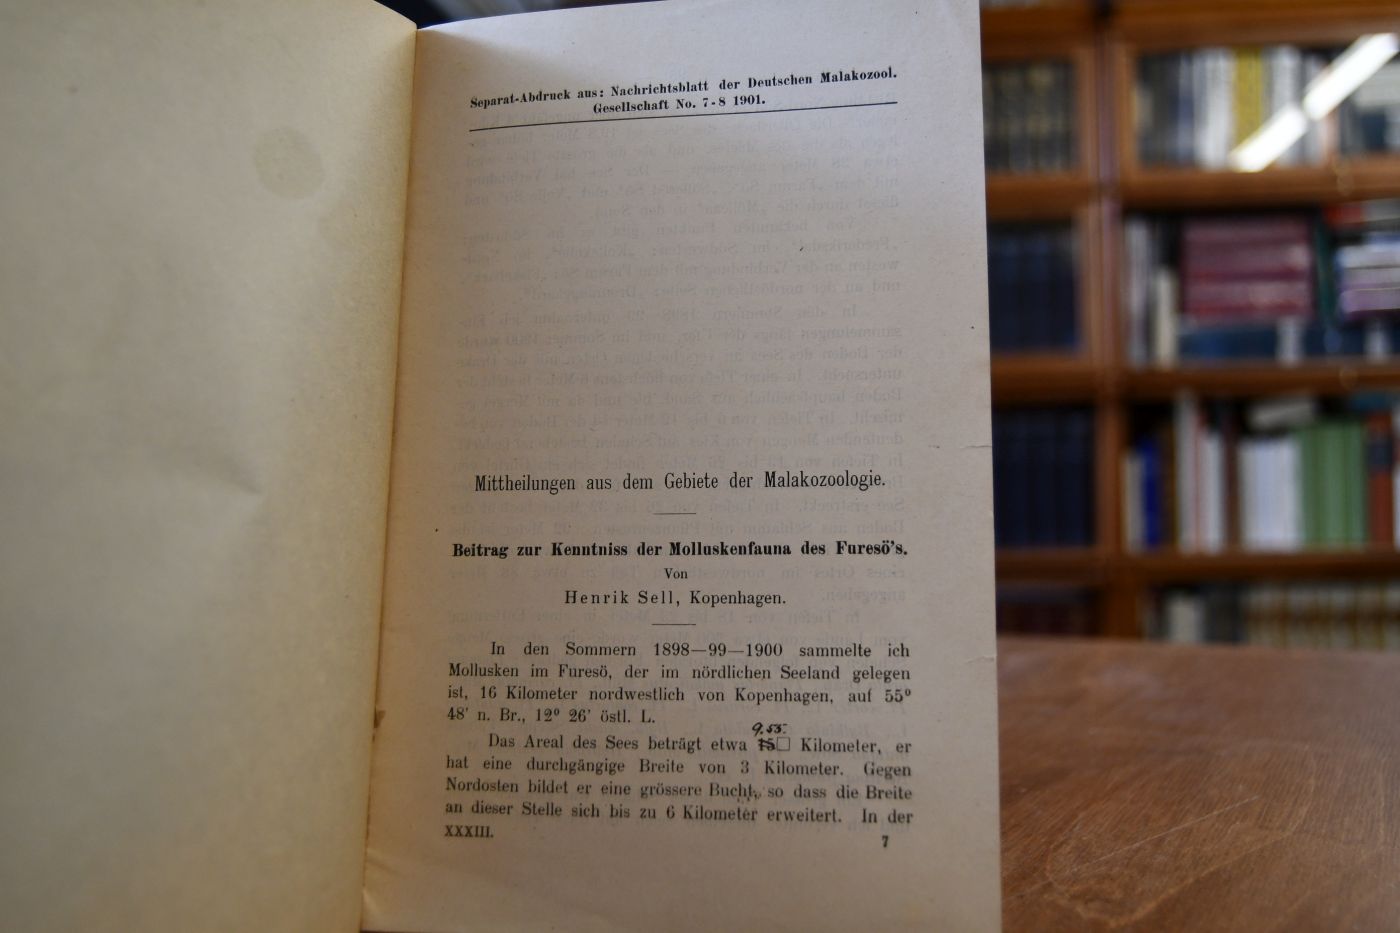 Separat-Abdruck aus: Nachrichtsblatt der Deutschen Malakozool.
Gesellschaft No. 7-8 1901.
Mittheilungen aus dem Gebiete der Malakozoologie.
Beitrag zur Kenntniss der Molluskenfauna des Furesö's.
Von
Henrik Sell, Kopenhagen.
In den Sommern 1898—99—1900 sammelte ich
Mollusken im Furesö, der im nördlichen Seeland gelegen
ist, 16 Kilometer nordwestlich von Kopenhagen, auf 55°
48' n. Br., 12° 26' östl. L.
9.55.
Das Areal des Sees beträgt etwa □ Kilometer, er
hat eine durchgängige Breite von 3 Kilometer. Gegen
Nordosten bildet er eine grössere Bucht, so dass die Breite
an dieser Stelle sich bis zu 6 Kilometer erweitert. In der
XXXIII.
7